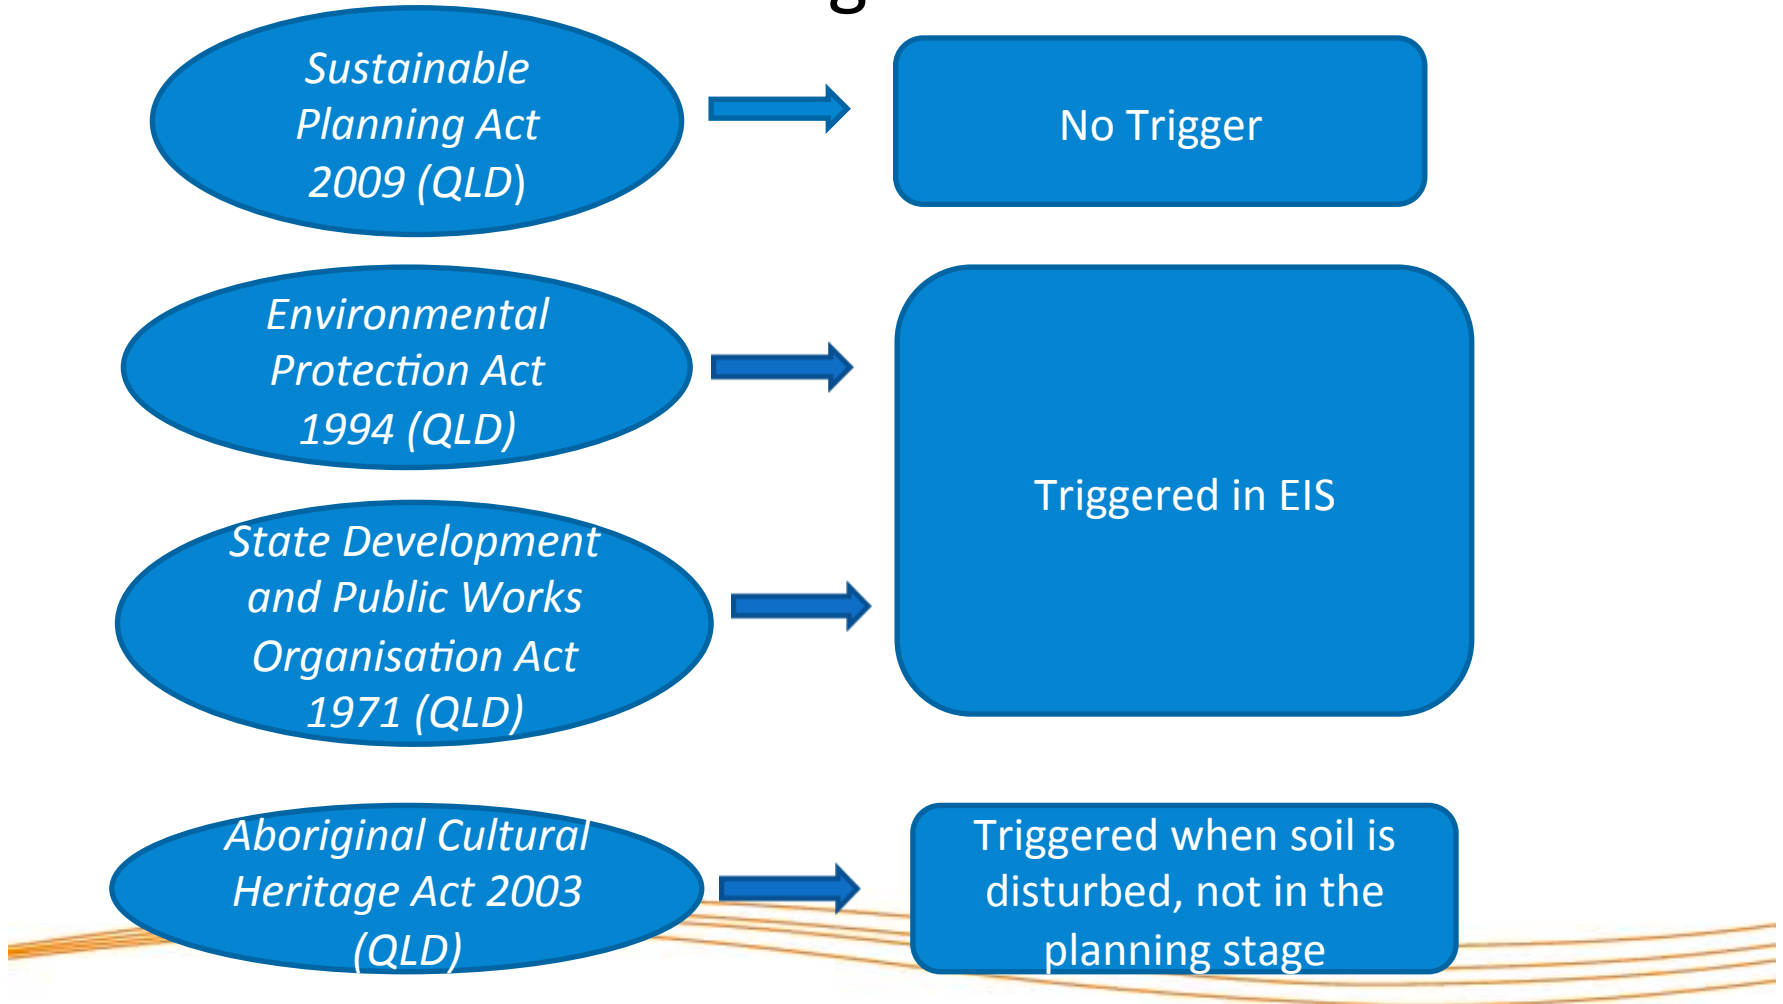 Sustainable
Planning Act
2009 (QLD)
No Trigger
Environmental
Protection Act
1994 (QLD)
State Development
and Public Works
Organisation Act
1971 (QLD)
Triggered in EIS
Aboriginal Cultural
Heritage Act 2003
(QLD)
Triggered when soil is
disturbed, not in the
planning stage